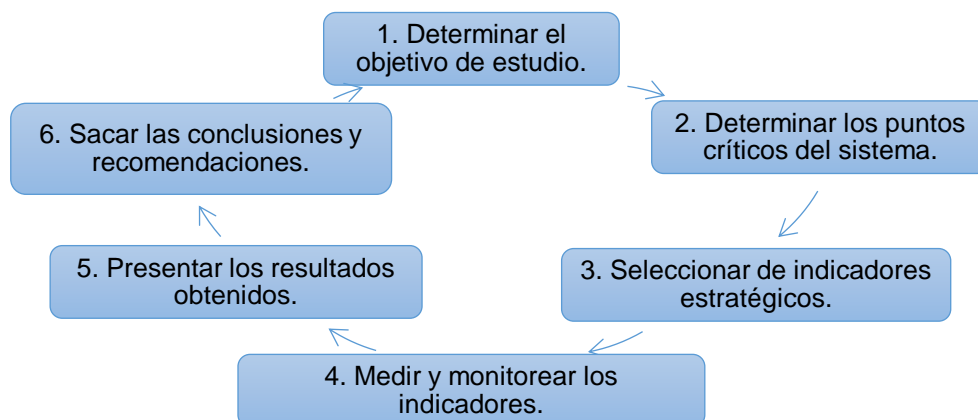 1. Determinar el
objetivo de estudio.
2. Determinar los puntos
críticos del sistema.
3. Seleccionar de indicadores
estratégicos.
4. Medir y monitorear los
indicadores.
5. Presentar los resultados
obtenidos.
6. Sacar las conclusiones y
recomendaciones.